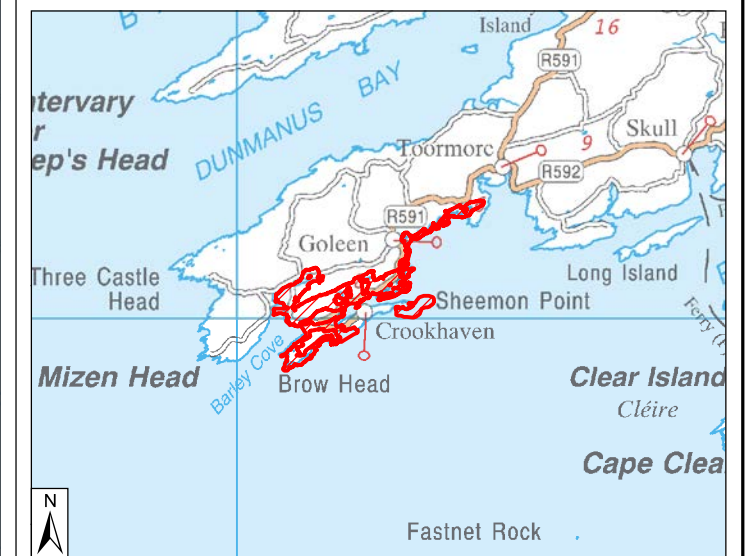 B
Island
16
R591
BAY
DUNMANUS
ntervary
r
ep's Head
Toormore
9
Skull
R592
R591
Goleen
Three Castle
Head
Long Island
Sheemon Point
Ferry
Crookhaven
Barley Cove
Mizen Head
Brow Head
Clear Island
Cléire
Cape Clea
N
Fastnet Rock